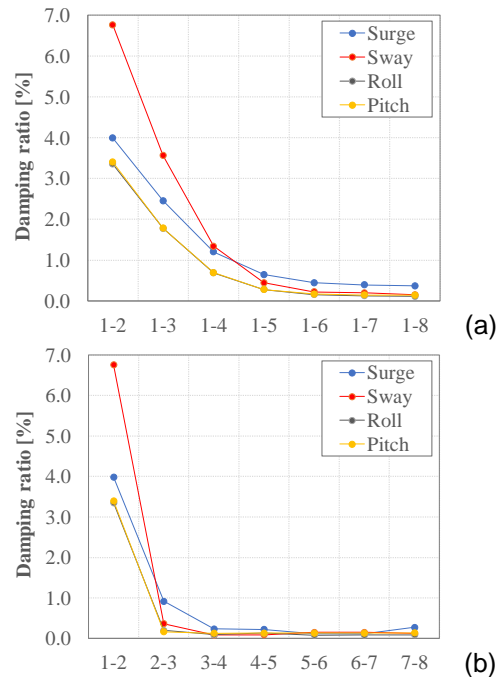 Damping ratio [%]
7.0
6.0
5.0
4.0
3.0
2.0
1.0
0.0
Surge
Sway
Roll
Pitch
1-2 1-3 1-4 1-5 1-6 1-7 1-8
(a)
Damping ratio [%]
7.0
6.0
5.0
4.0
3.0
2.0
1.0
0.0
Surge
Sway
Roll
Pitch
1-2 2-3 3-4 4-5 5-6 6-7 7-8
(b)